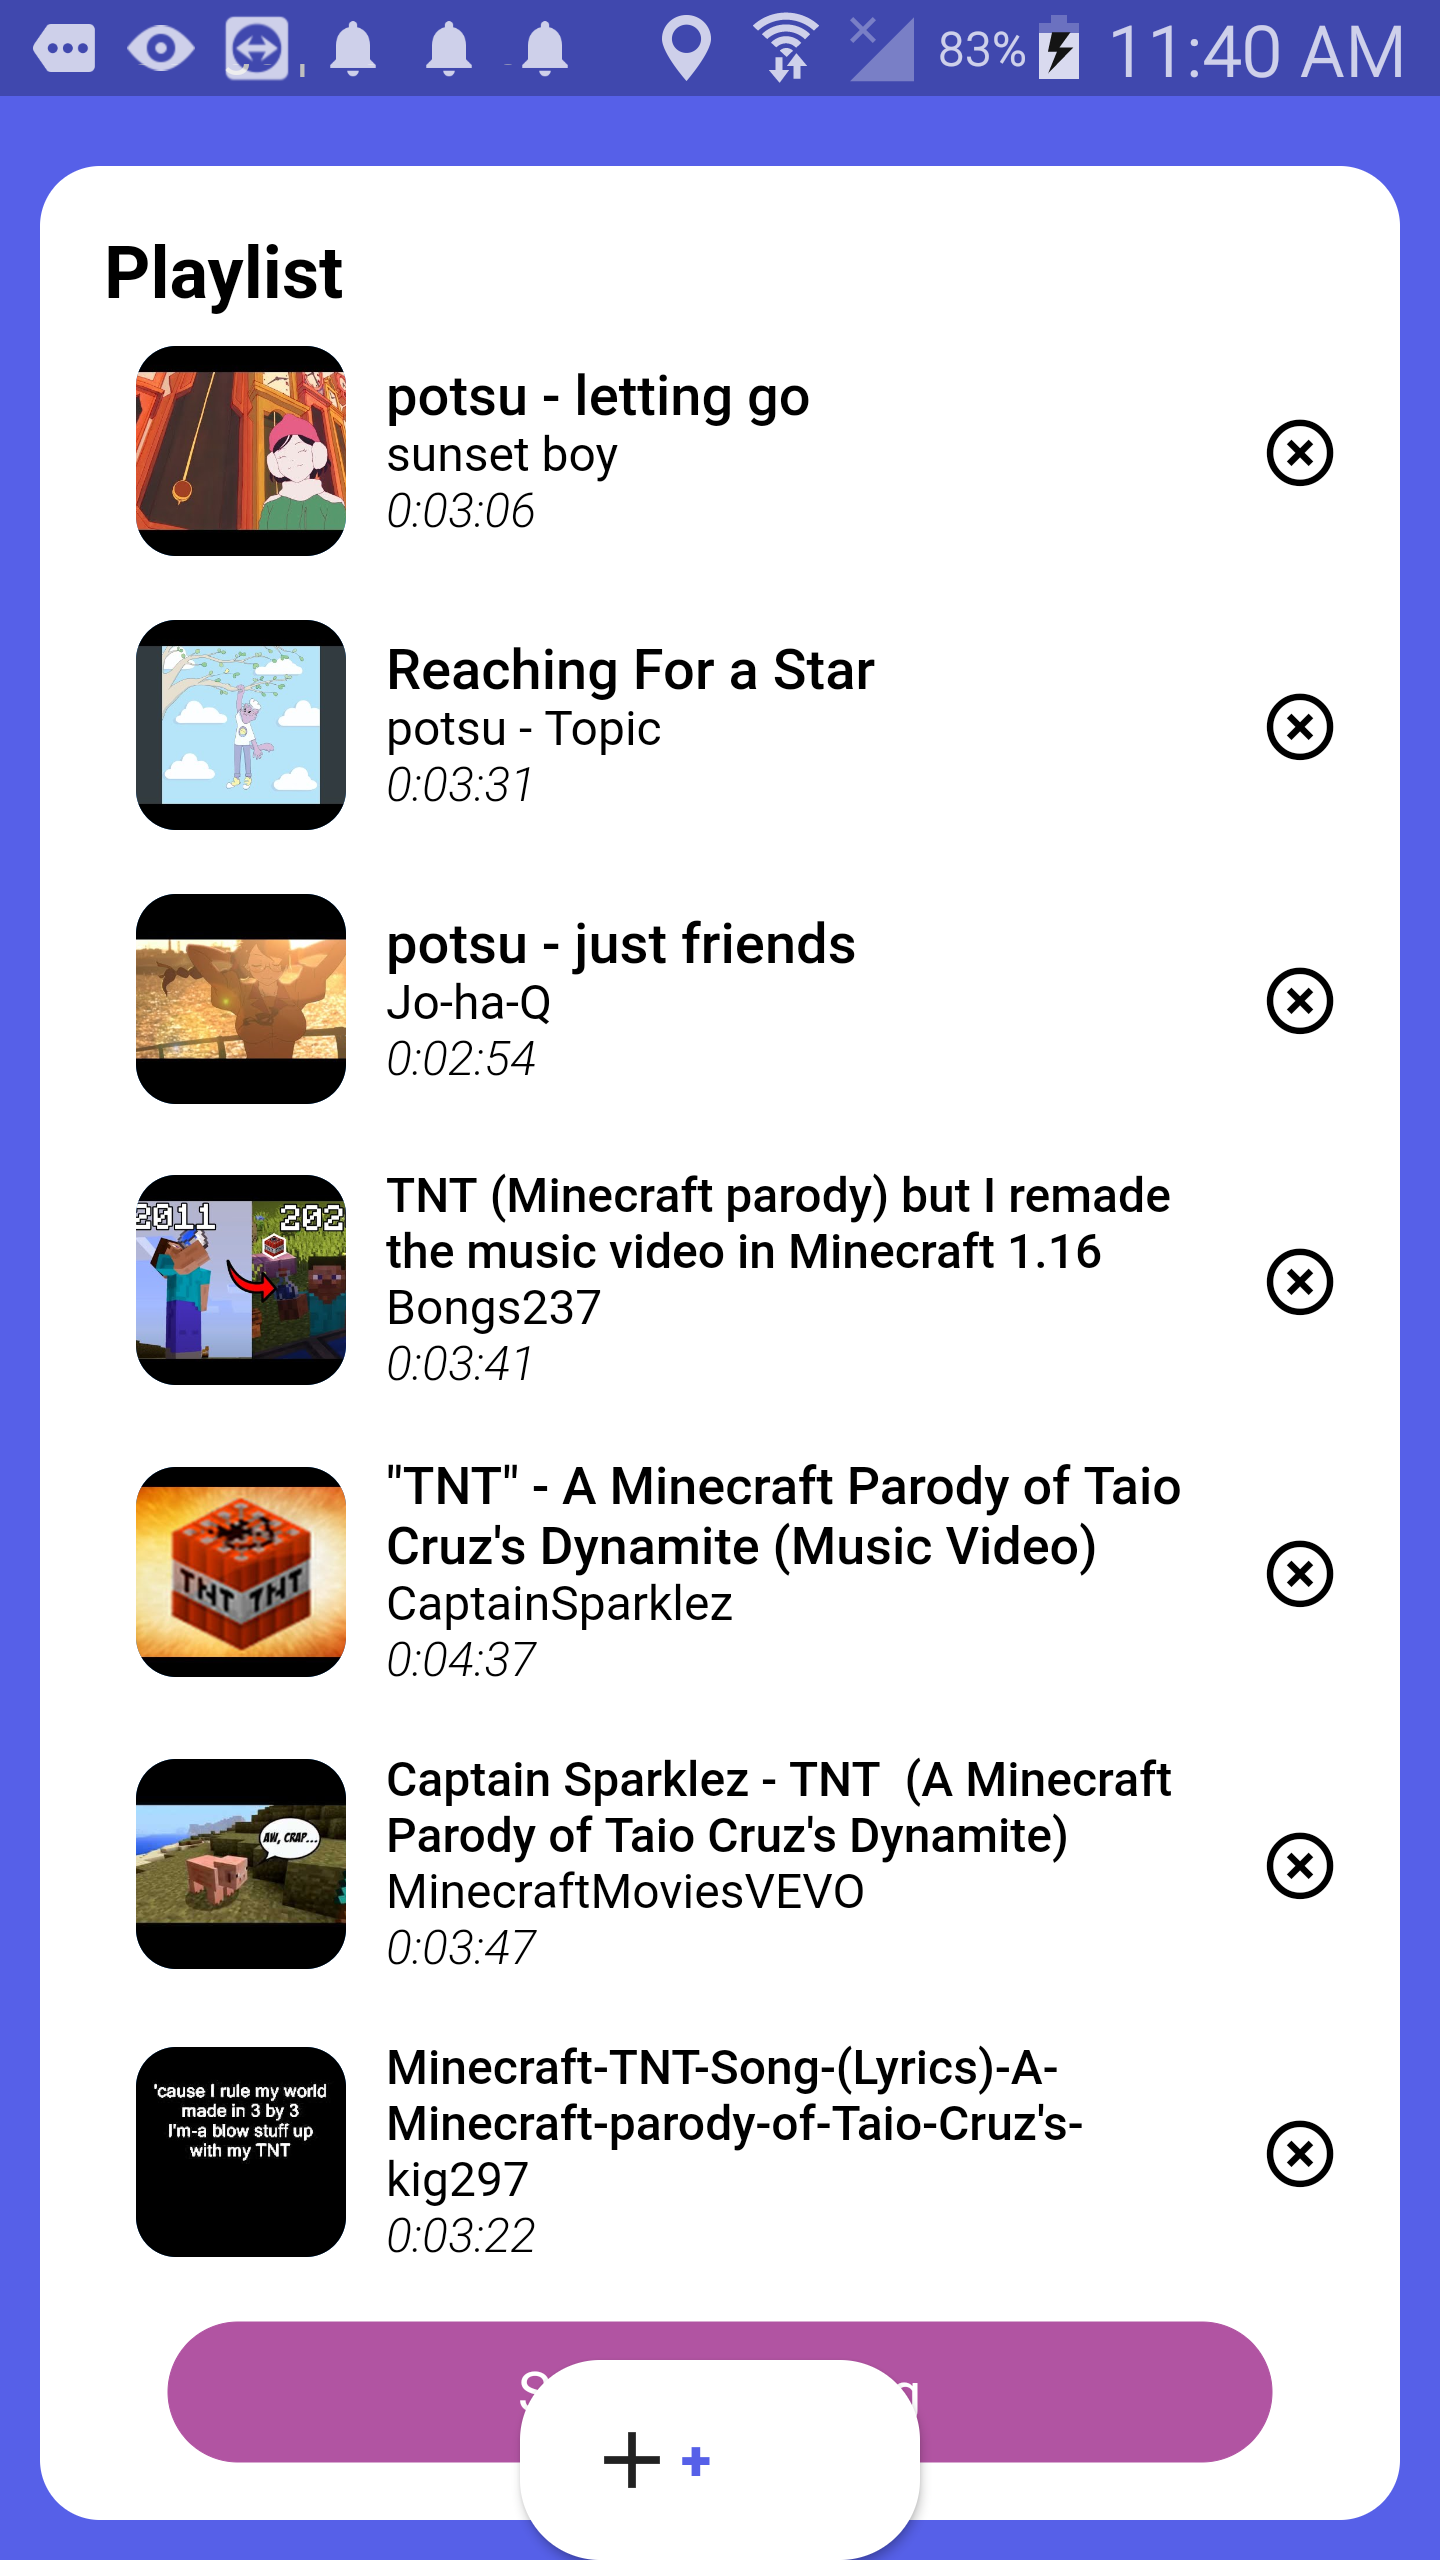 83% 11:40 AM
Playlist
potsu - letting go
sunset boy
0:03:06
Reaching For a Star
potsu - Topic
0:03:31
potsu - just friends
Jo-ha-Q
0:02:54
2011
202
TNT (Minecraft parody) but I remade
the music video in Minecraft 1.16
Bongs237
0:03:41
TNT TNT
"TNT" - A Minecraft Parody of Taio
Cruz's Dynamite (Music Video)
CaptainSparklez
0:04:37
AW, CRAP...
Captain Sparklez - TNT  (A Minecraft
Parody of Taio Cruz's Dynamite)
MinecraftMoviesVEVO
0:03:47
'cause I rule my world
made in 3 by 3
I'm-a blow stuff up
with my TNT
Minecraft-TNT-Song-(Lyrics)-A-
Minecraft-parody-of-Taio-Cruz's-
kig297
0:03:22